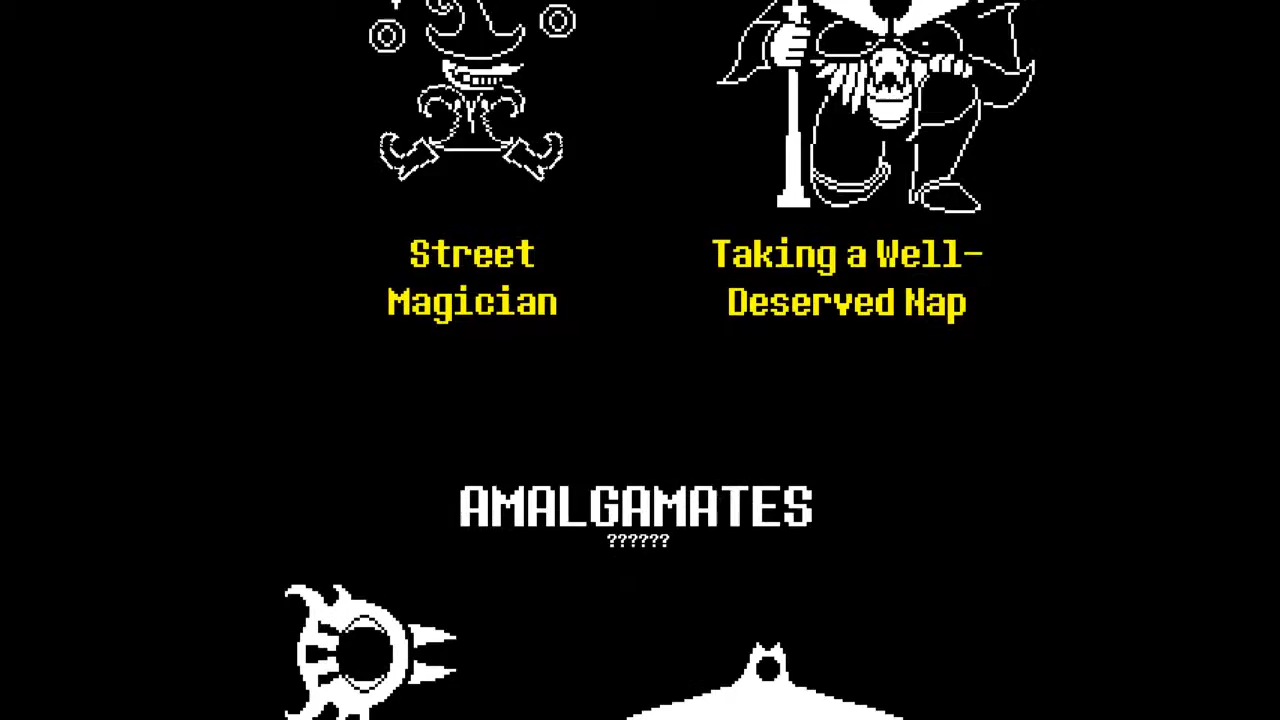 Street
Magician
Taking a Well-
Deserved Nap
AMALGAMATES
??????